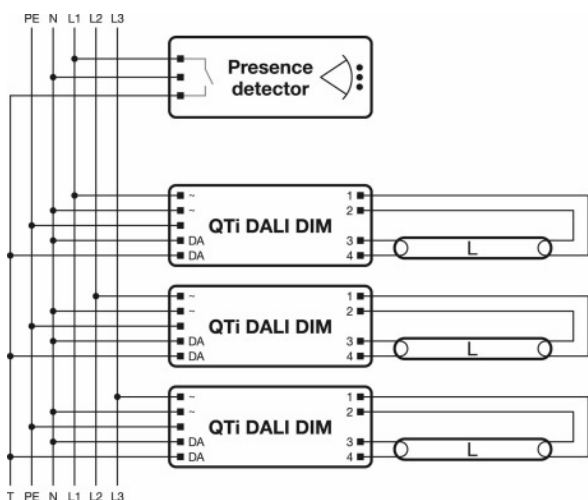 PE N L1 L2 L3
Presence
detector
~ 1
~ 2
QTi DALI DIM
DA 3 L
DA 4
~ 1
~ 2
QTi DALI DIM
DA 3 L
DA 4
~ 1
~ 2
QTi DALI DIM
DA 3 L
DA 4
T PE N L1 L2 L3